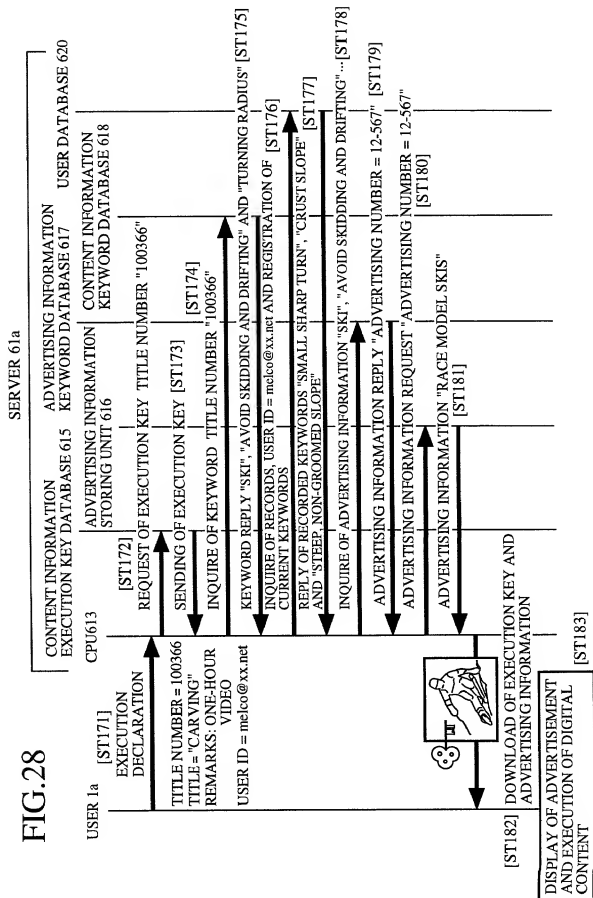 FIG.28
SERVER 61a
CONTENT INFORMATION
EXECUTION KEY DATABASE 615
ADVERTISING INFORMATION
KEYWORD DATABASE 617
USER 1a
CPU613
ADVERTISING INFORMATION
STORING UNIT 616
CONTENT INFORMATION
KEYWORD DATABASE 618
USER DATABASE 620
[ST171]
EXECUTION
DECLARATION
TITLE NUMBER = 100366
TITLE = "CARVING"
REMARKS: ONE-HOUR
VIDEO
USER ID = melco@xx.net
[ST172]
REQUEST OF EXECUTION KEY TITLE NUMBER "100366"
SENDING OF EXECUTION KEY [ST173]
[ST174]
INQUIRE OF KEYWORD TITLE NUMBER "100366"
KEYWORD REPLY "SKI", "AVOID SKIDDING AND DRIFTING" AND "TURNING RADIUS" [ST175]
INQUIRE OF RECORDS, USER ID = melco@xx.net AND REGISTRATION OF [ST176]
CURRENT KEYWORDS
REPLY OF RECORDED KEYWORDS "SMALL SHARP TURN", "CRUST SLOPE" [ST177]
AND "STEEP, NON-GROOMED SLOPE"
INQUIRE OF ADVERTISING INFORMATION "SKI", "AVOID SKIDDING AND DRIFTING"··· [ST178]
ADVERTISING INFORMATION REPLY "ADVERTISING NUMBER = 12-567" [ST179]
ADVERTISING INFORMATION REQUEST "ADVERTISING NUMBER = 12-567"
[ST180]
ADVERTISING INFORMATION "RACE MODEL SKIS"
[ST181]
[ST182] DOWNLOAD OF EXECUTION KEY AND
ADVERTISING INFORMATION
DISPLAY OF ADVERTISEMENT
AND EXECUTION OF DIGITAL
CONTENT
[ST183]